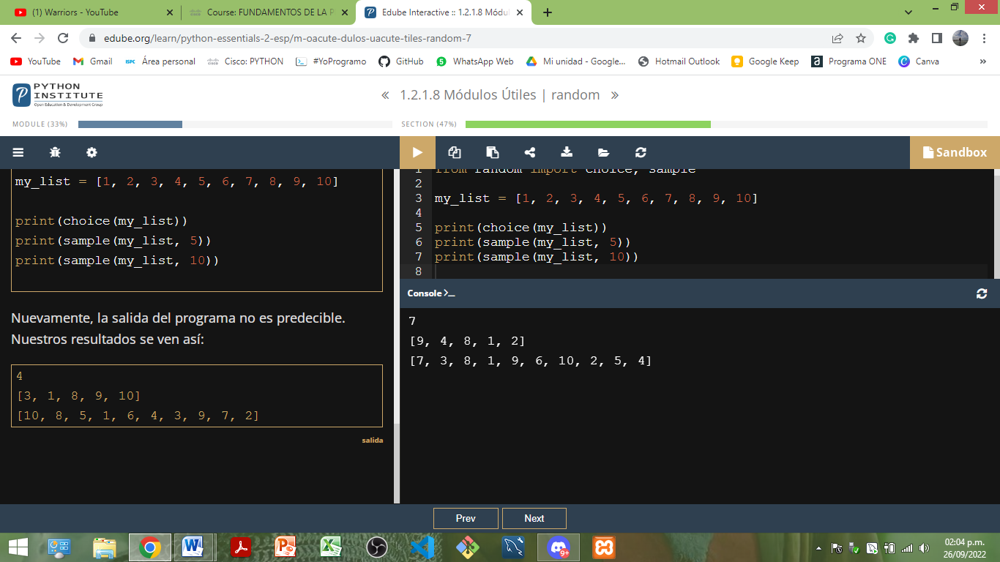 (1) Warriors - YouTube
Course: FUNDAMENTOS DE LA P
Edube Interactive :: 1.2.1.8 Módul
edube.org/learn/python-essentials-2-esp/m-oacute-dulos-uacute-tiles-random-7
YouTube
Gmail
ispc Área personal
Cisco: PYTHON
#YoProgramo
GitHub
WhatsApp Web
Mi unidad - Google...
Hotmail Outlook
Google Keep
Programa ONE
Canva
PYTHON
INSTITUTE
Open Education & Development Group
« 1.2.1.8 Módulos Útiles | random »
MODULE (33%)
SECTION (47%)
Sandbox
my_list = [1, 2, 3, 4, 5, 6, 7, 8, 9, 10]
print(choice(my_list))
print(sample(my_list, 5))
print(sample(my_list, 10))
Nuevamente, la salida del programa no es predecible.
Nuestros resultados se ven así:
4
[3, 1, 8, 9, 10]
[10, 8, 5, 1, 6, 4, 3, 9, 7, 2]
salida
1 from random import choice, sample
2
3 my_list = [1, 2, 3, 4, 5, 6, 7, 8, 9, 10]
4
5 print(choice(my_list))
6 print(sample(my_list, 5))
7 print(sample(my_list, 10))
8
Console >_
7
[9, 4, 8, 1, 2]
[7, 3, 8, 1, 9, 6, 10, 2, 5, 4]
Prev
Next
9+
02:04 p.m.
26/09/2022